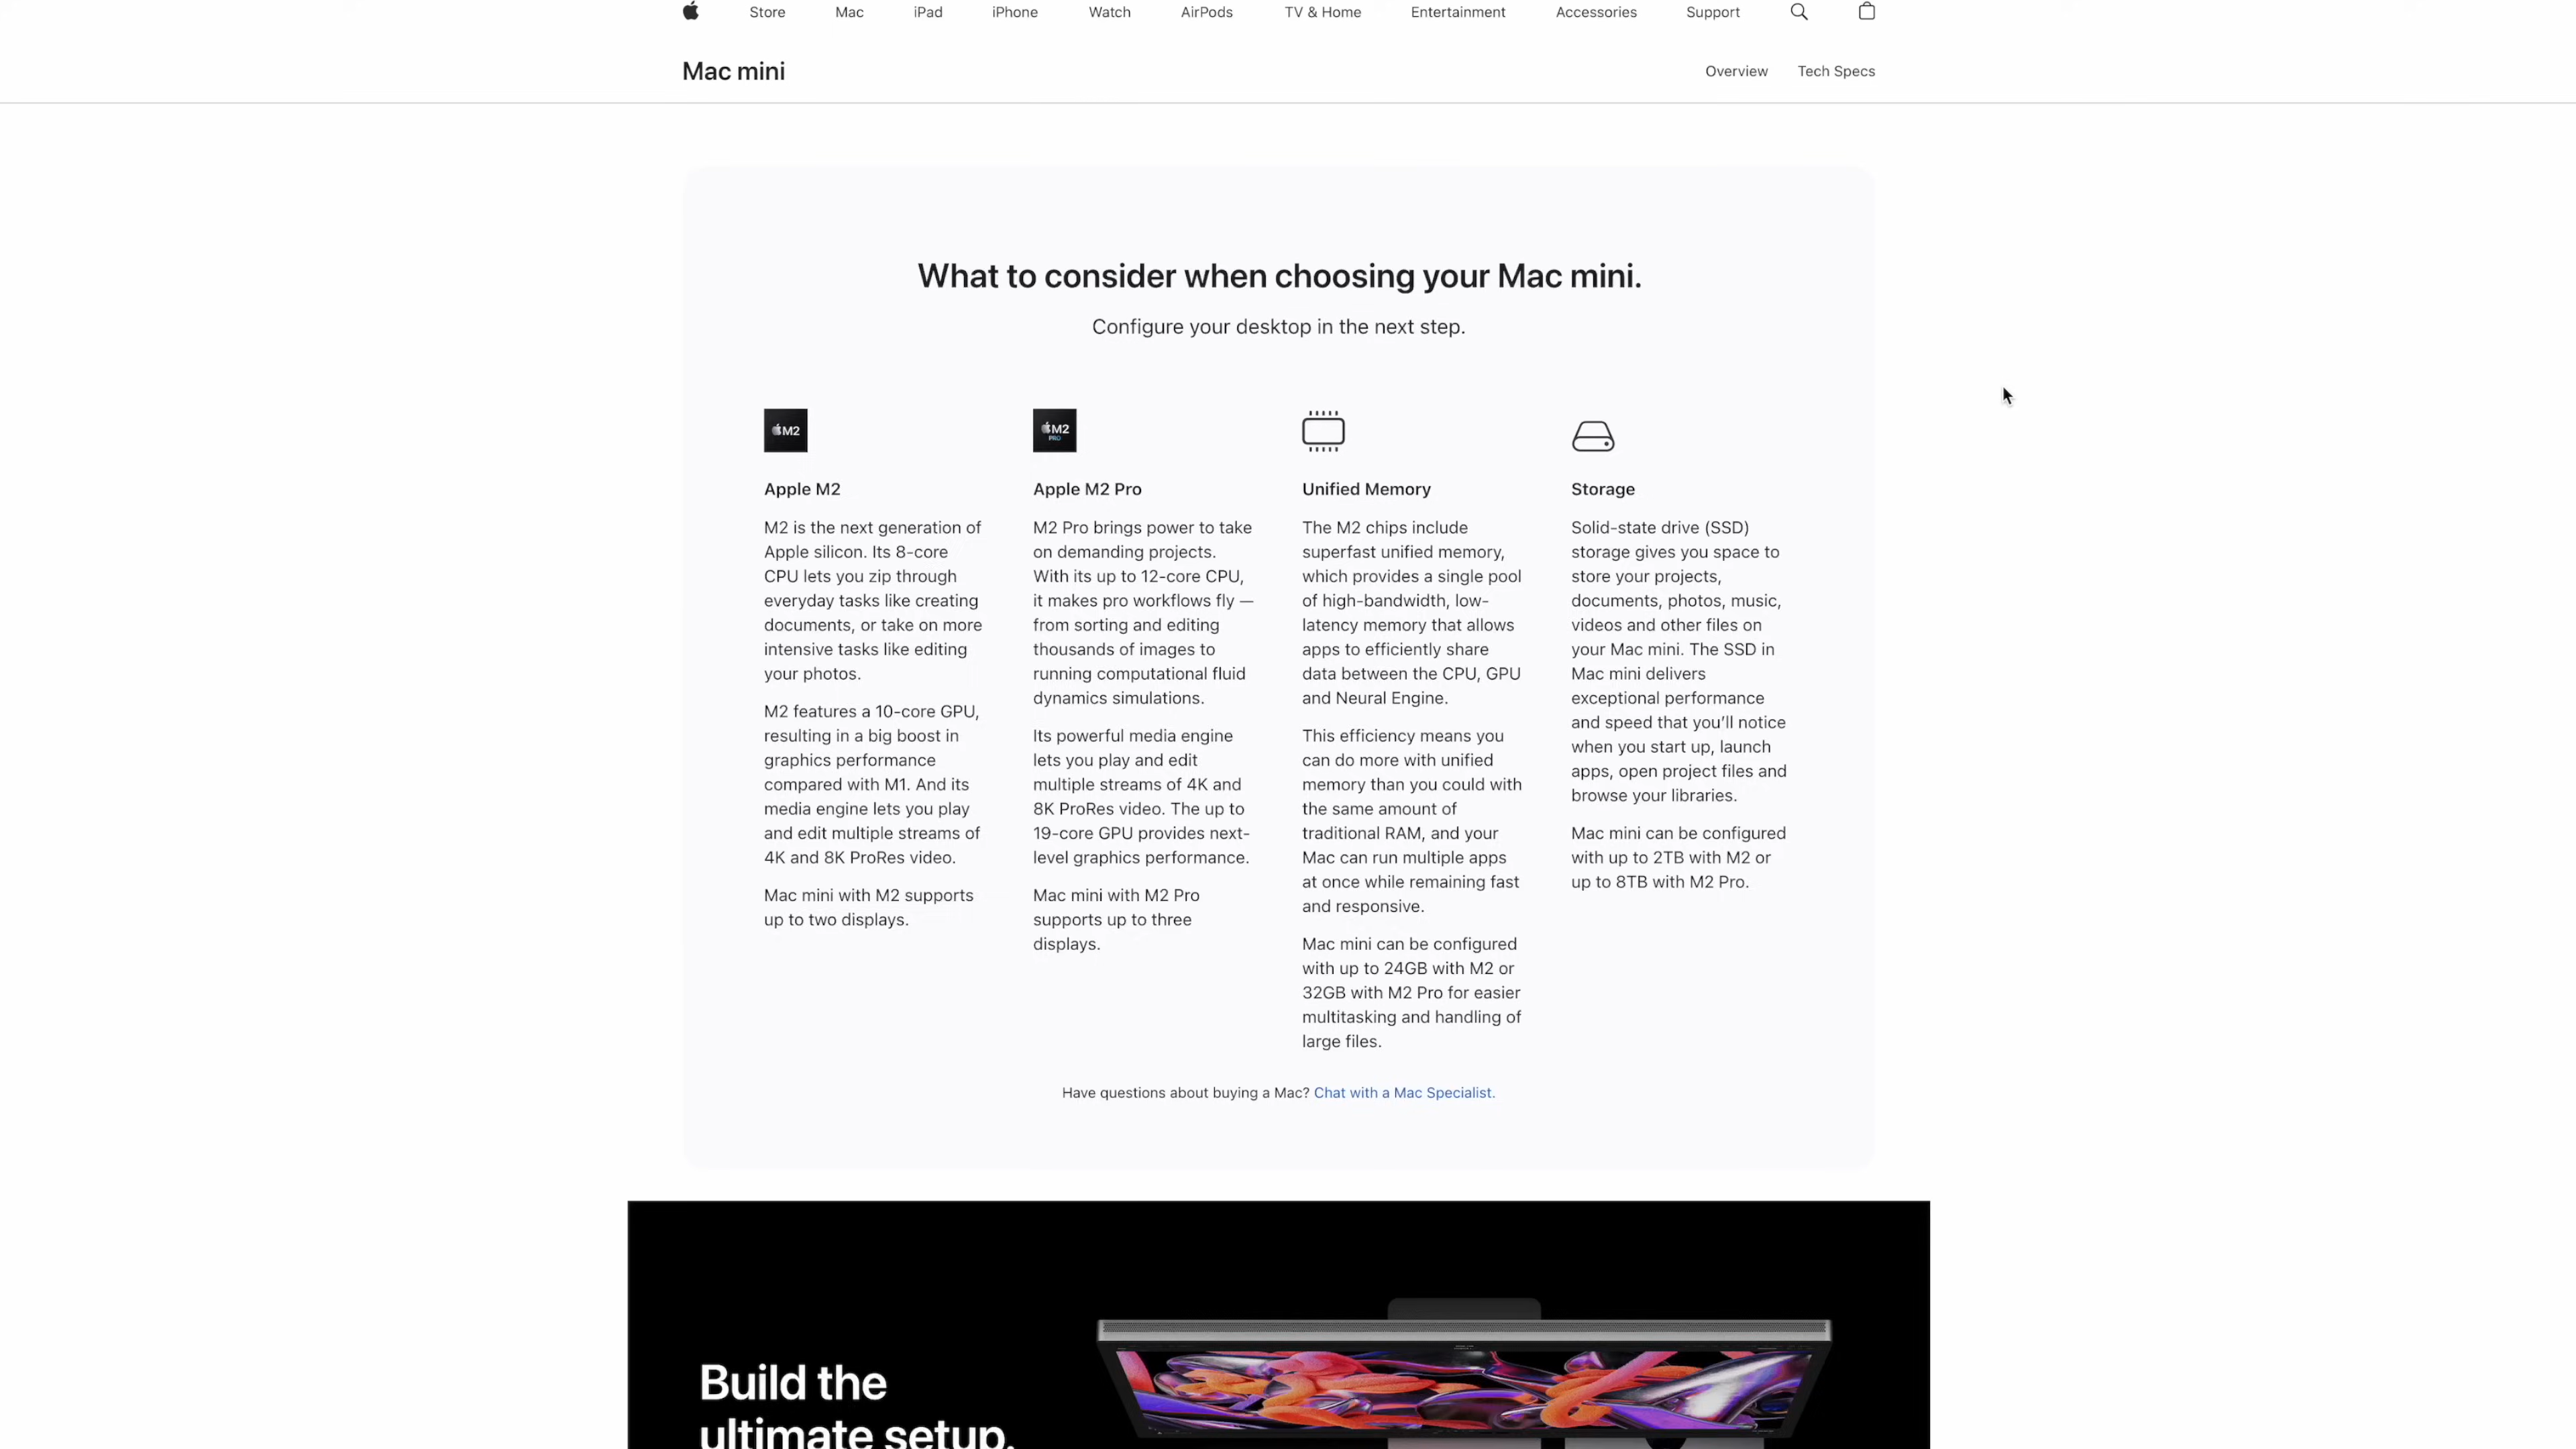 Store Mac iPad iPhone Watch AirPods TV & Home Entertainment Accessories Support
Mac mini
Overview Tech Specs
What to consider when choosing your Mac mini.
Configure your desktop in the next step.
M2
Apple M2
M2 is the next generation of
Apple silicon. Its 8-core
CPU lets you zip through
everyday tasks like creating
documents, or take on more
intensive tasks like editing
your photos.
M2 features a 10-core GPU,
resulting in a big boost in
graphics performance
compared with M1. And its
media engine lets you play
and edit multiple streams of
4K and 8K ProRes video.
Mac mini with M2 supports
up to two displays.
M2
PRO
Apple M2 Pro
M2 Pro brings power to take
on demanding projects.
With its up to 12-core CPU,
it makes pro workflows fly —
from sorting and editing
thousands of images to
running computational fluid
dynamics simulations.
Its powerful media engine
lets you play and edit
multiple streams of 4K and
8K ProRes video. The up to
19-core GPU provides next-
level graphics performance.
Mac mini with M2 Pro
supports up to three
displays.
Unified Memory
The M2 chips include
superfast unified memory,
which provides a single pool
of high-bandwidth, low-
latency memory that allows
apps to efficiently share
data between the CPU, GPU
and Neural Engine.
This efficiency means you
can do more with unified
memory than you could with
the same amount of
traditional RAM, and your
Mac can run multiple apps
at once while remaining fast
and responsive.
Mac mini can be configured
with up to 24GB with M2 or
32GB with M2 Pro for easier
multitasking and handling of
large files.
Storage
Solid-state drive (SSD)
storage gives you space to
store your projects,
documents, photos, music,
videos and other files on
your Mac mini. The SSD in
Mac mini delivers
exceptional performance
and speed that you’ll notice
when you start up, launch
apps, open project files and
browse your libraries.
Mac mini can be configured
with up to 2TB with M2 or
up to 8TB with M2 Pro.
Have questions about buying a Mac? Chat with a Mac Specialist.
Build the
ultimate setup.